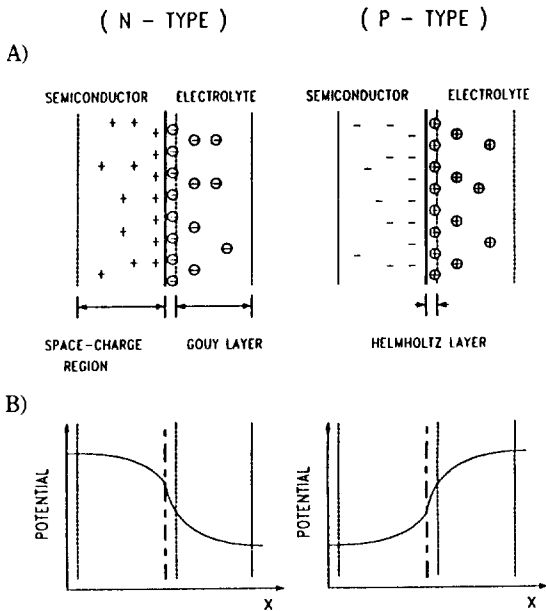 ( N - TYPE )
( P - TYPE )
A)
SEMICONDUCTOR
ELECTROLYTE
SEMICONDUCTOR
ELECTROLYTE
SPACE-CHARGE
REGION
GOUY LAYER
HELMHOLTZ LAYER
B)
POTENTIAL
X
POTENTIAL
X